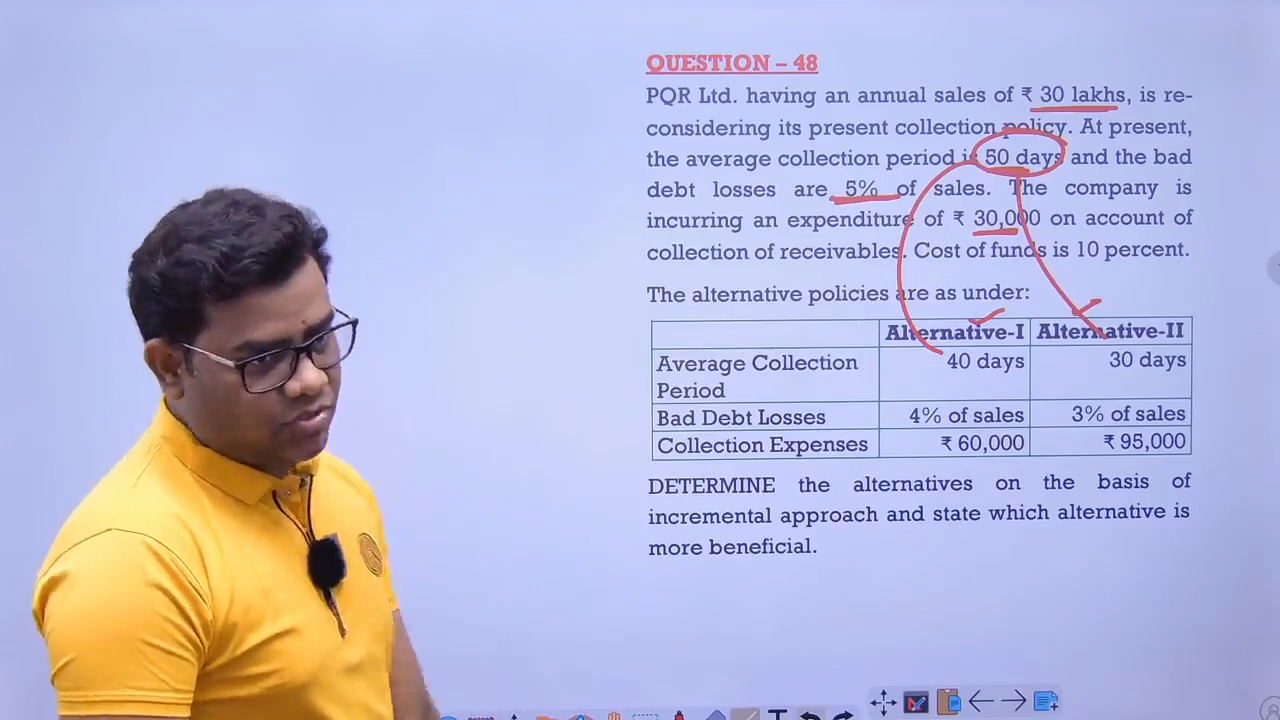 QUESTION – 48
PQR Ltd. having an annual sales of ₹ 30 lakhs, is re-
considering its present collection policy. At present,
the average collection period is 50 days and the bad
debt losses are 5% of sales. The company is
incurring an expenditure of ₹ 30,000 on account of
collection of receivables. Cost of funds is 10 percent.
The alternative policies are as under:
Alternative-I Alternative-II
Average Collection Period 40 days 30 days
Bad Debt Losses 4% of sales 3% of sales
Collection Expenses ₹ 60,000 ₹ 95,000
DETERMINE the alternatives on the basis of
incremental approach and state which alternative is
more beneficial.